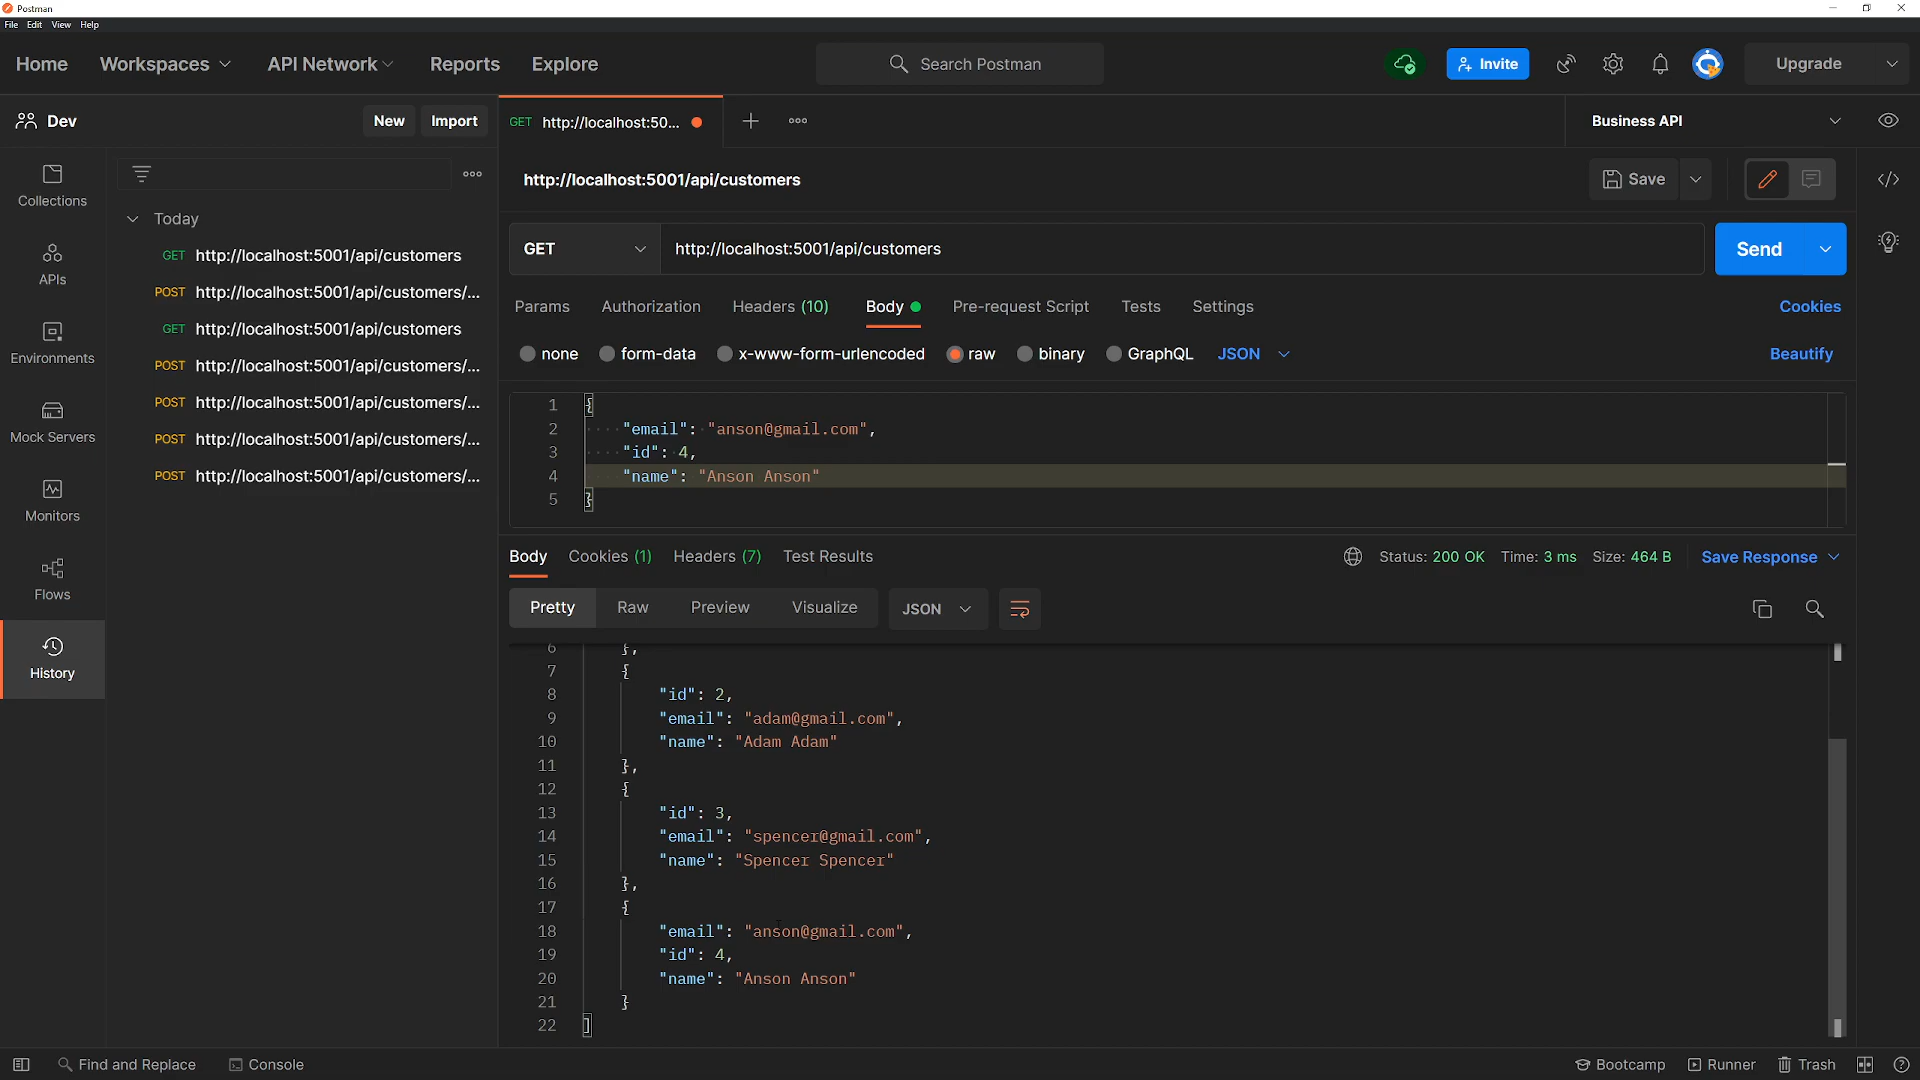 Postman
File Edit View Help
Home Workspaces API Network Reports Explore Search Postman Invite Upgrade
Dev New Import GET http://localhost:50... Business API
http://localhost:5001/api/customers Save
Collections
Today
GET http://localhost:5001/api/customers
POST http://localhost:5001/api/customers/...
GET http://localhost:5001/api/customers
POST http://localhost:5001/api/customers/...
POST http://localhost:5001/api/customers/...
POST http://localhost:5001/api/customers/...
POST http://localhost:5001/api/customers/...
APIs
Environments
Mock Servers
Monitors
Flows
History
GET http://localhost:5001/api/customers Send
Params Authorization Headers (10) Body Pre-request Script Tests Settings Cookies
none form-data x-www-form-urlencoded raw binary GraphQL JSON Beautify
1 {
2 "email": "anson@gmail.com",
3 "id": 4,
4 "name": "Anson Anson"
5 }
Body Cookies (1) Headers (7) Test Results Status: 200 OK Time: 3 ms Size: 464 B Save Response
Pretty Raw Preview Visualize JSON
6 },
7 {
8 "id": 2,
9 "email": "adam@gmail.com",
10 "name": "Adam Adam"
11 },
12 {
13 "id": 3,
14 "email": "spencer@gmail.com",
15 "name": "Spencer Spencer"
16 },
17 {
18 "email": "anson@gmail.com",
19 "id": 4,
20 "name": "Anson Anson"
21 }
22 ]
Find and Replace Console Bootcamp Runner Trash